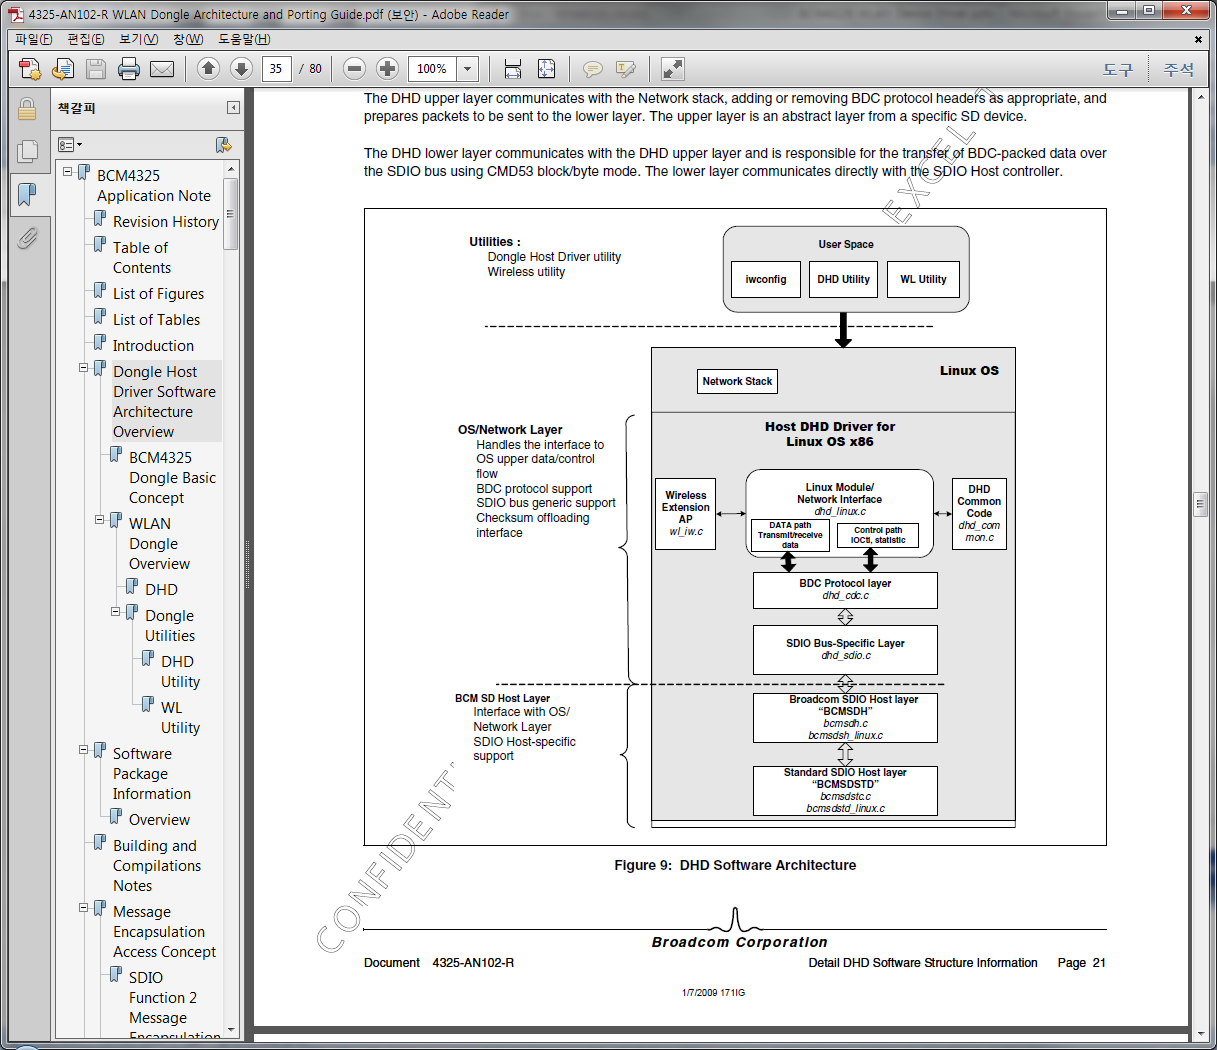 4325-AN102-R WLAN Dongle Architecture and Porting Guide.pdf (보안) - Adobe Reader
파일(F) 편집(E) 보기(V) 창(W) 도움말(H)
35 / 80 100% 도구 주석
책갈피
BCM4325
Application Note
Revision History
Table of
Contents
List of Figures
List of Tables
Introduction
Dongle Host
Driver Software
Architecture
Overview
BCM4325
Dongle Basic
Concept
WLAN
Dongle
Overview
DHD
Dongle
Utilities
DHD
Utility
WL
Utility
Software
Package
Information
Overview
Building and
Compilations
Notes
Message
Encapsulation
Access Concept
SDIO
Function 2
Message
Encapsulation
The DHD upper layer communicates with the Network stack, adding or removing BDC protocol headers as appropriate, and
prepares packets to be sent to the lower layer. The upper layer is an abstract layer from a specific SD device.
The DHD lower layer communicates with the DHD upper layer and is responsible for the transfer of BDC-packed data over
the SDIO bus using CMD53 block/byte mode. The lower layer communicates directly with the SDIO Host controller.
EXCEL
Utilities :
Dongle Host Driver utility
Wireless utility
User Space
iwconfig
DHD Utility
WL Utility
Linux OS
Network Stack
OS/Network Layer
Handles the interface to
OS upper data/control
flow
BDC protocol support
SDIO bus generic support
Checksum offloading
interface
Host DHD Driver for
Linux OS x86
Wireless
Extension
AP
wl_iw.c
Linux Module/
Network Interface
dhd_linux.c
DATA path
Transmit/receive
data
Control path
IOCtl, statistic
DHD
Common
Code
dhd_com
mon.c
BDC Protocol layer
dhd_cdc.c
SDIO Bus-Specific Layer
dhd_sdio.c
BCM SD Host Layer
Interface with OS/
Network Layer
SDIO Host-specific
support
Broadcom SDIO Host layer
“BCMSDH”
bcmsdh.c
bcmsdsh_linux.c
Standard SDIO Host layer
“BCMSDSTD”
bcmsdstc.c
bcmsdstd_linux.c
CONFIDENT
Figure 9: DHD Software Architecture
Broadcom Corporation
Document 4325-AN102-R
Detail DHD Software Structure Information Page 21
1/7/2009 171IG